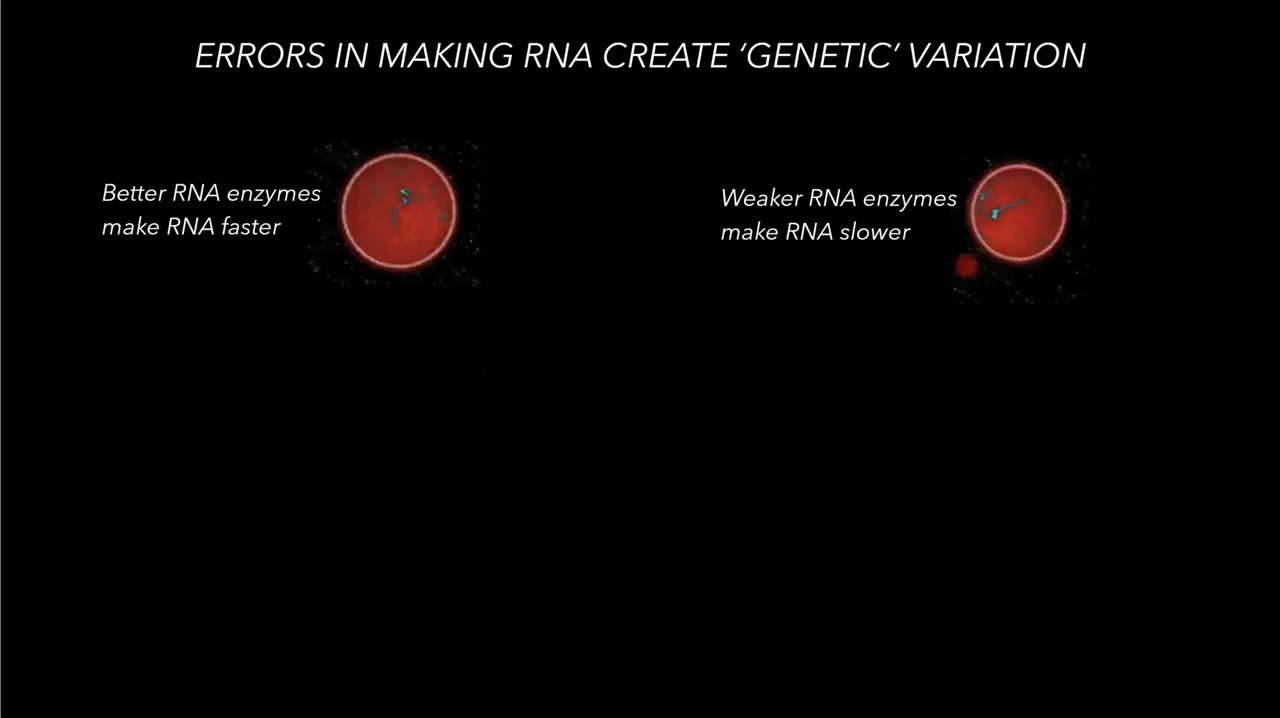 ERRORS IN MAKING RNA CREATE ‘GENETIC’ VARIATION
Better RNA enzymes
make RNA faster
Weaker RNA enzymes
make RNA slower